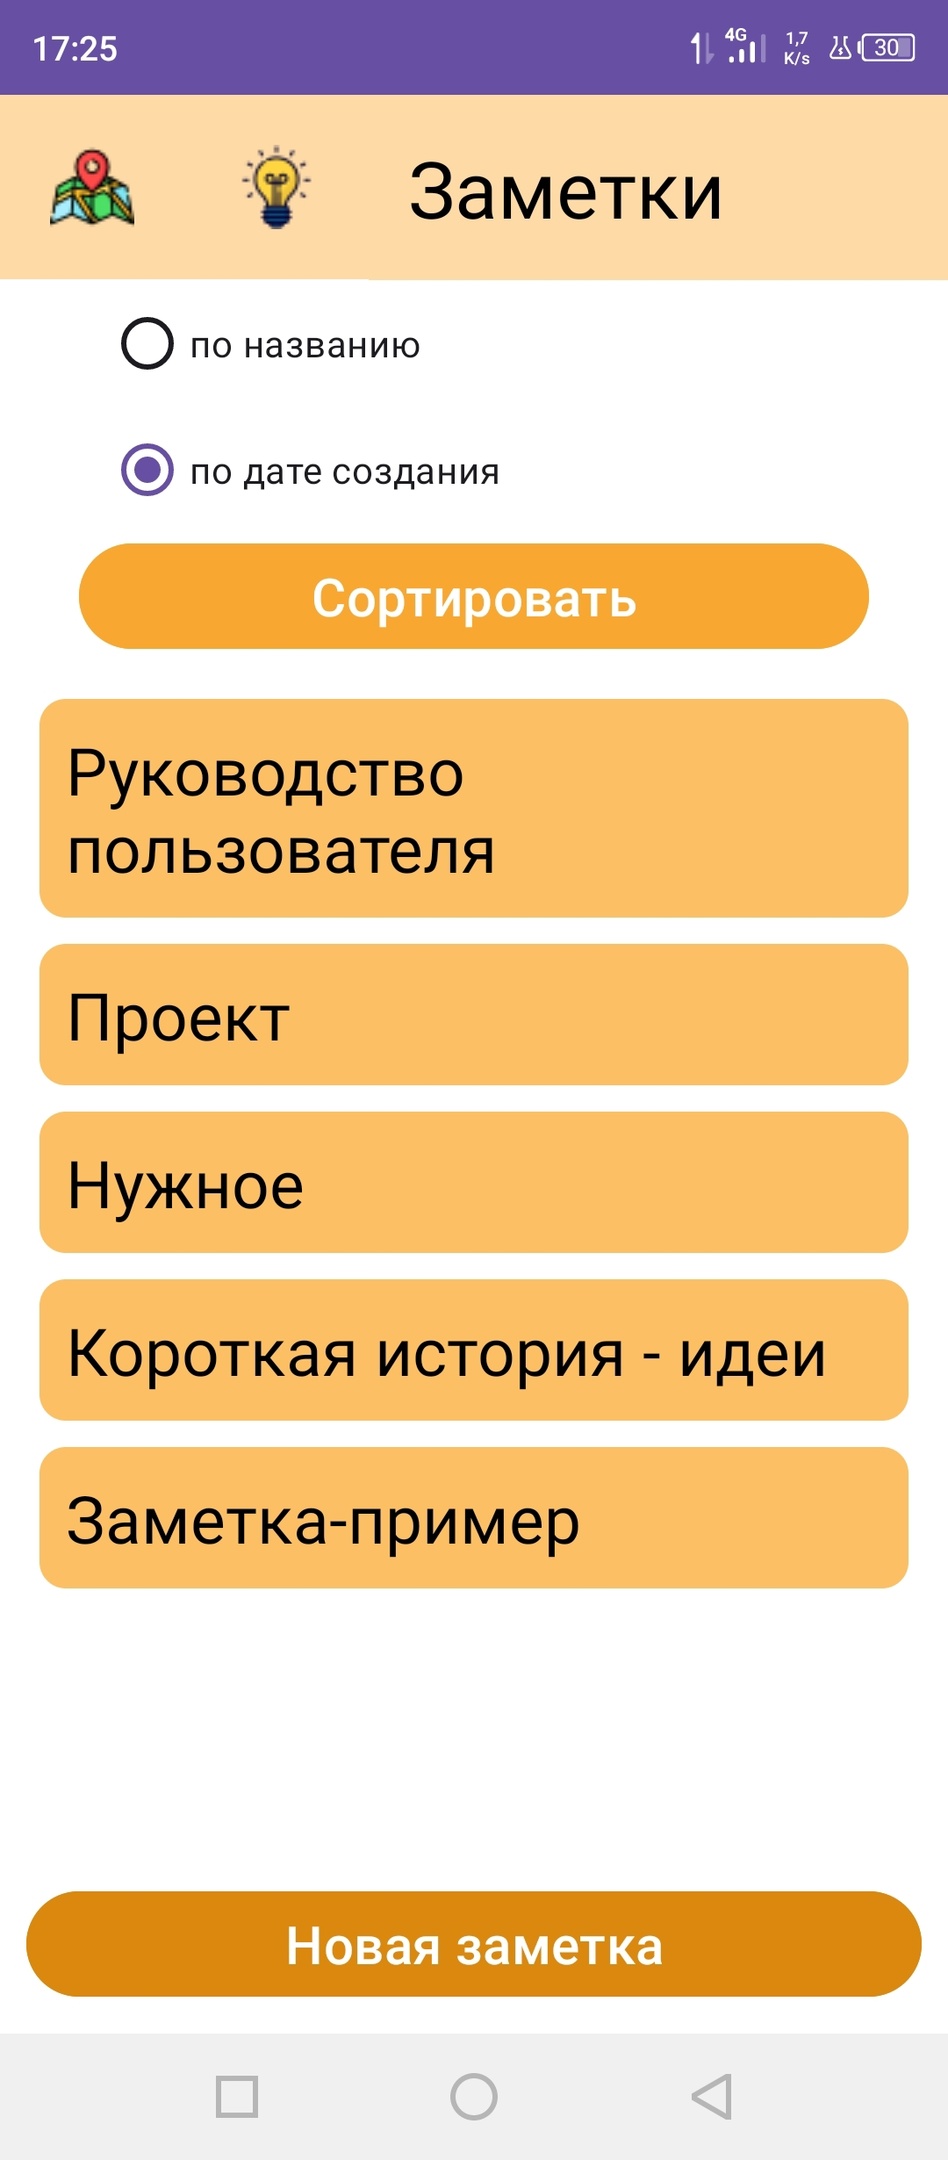 17:25
4G
1,7
K/s
30
Заметки
по названию
по дате создания
Сортировать
Руководство
пользователя
Проект
Нужное
Короткая история - идеи
Заметка-пример
Новая заметка